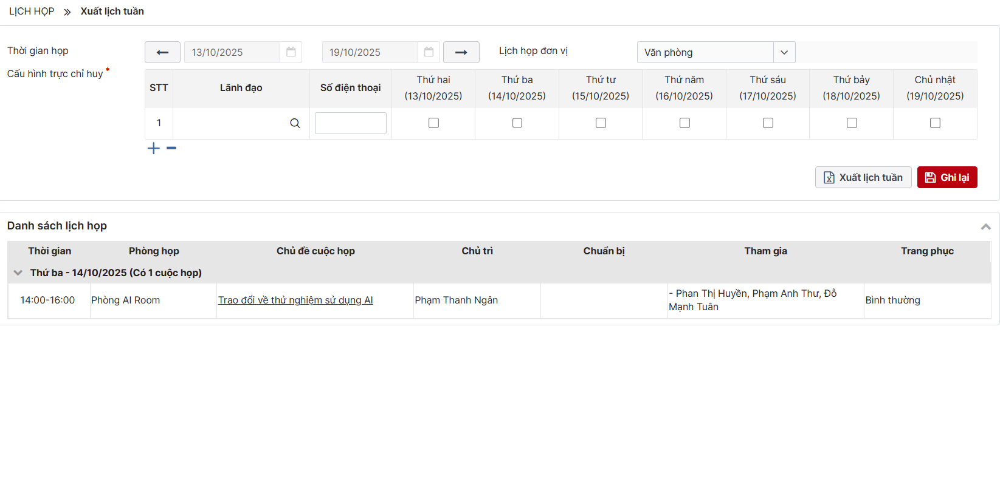 LỊCH HỌP » Xuất lịch tuần
Thời gian họp 13/10/2025 19/10/2025 Lịch họp đơn vị Văn phòng
Cấu hình trực chỉ huy *
STT Lãnh đạo Số điện thoại Thứ hai (13/10/2025) Thứ ba (14/10/2025) Thứ tư (15/10/2025) Thứ năm (16/10/2025) Thứ sáu (17/10/2025) Thứ bảy (18/10/2025) Chủ nhật (19/10/2025)
1
Xuất lịch tuần Ghi lại
Danh sách lịch họp
Thời gian Phòng họp Chủ đề cuộc họp Chủ trì Chuẩn bị Tham gia Trang phục
Thứ ba - 14/10/2025 (Có 1 cuộc họp)
14:00-16:00 Phòng AI Room Trao đổi về thử nghiệm sử dụng AI Phạm Thanh Ngân - Phan Thị Huyền, Phạm Anh Thư, Đỗ Mạnh Tuân Bình thường